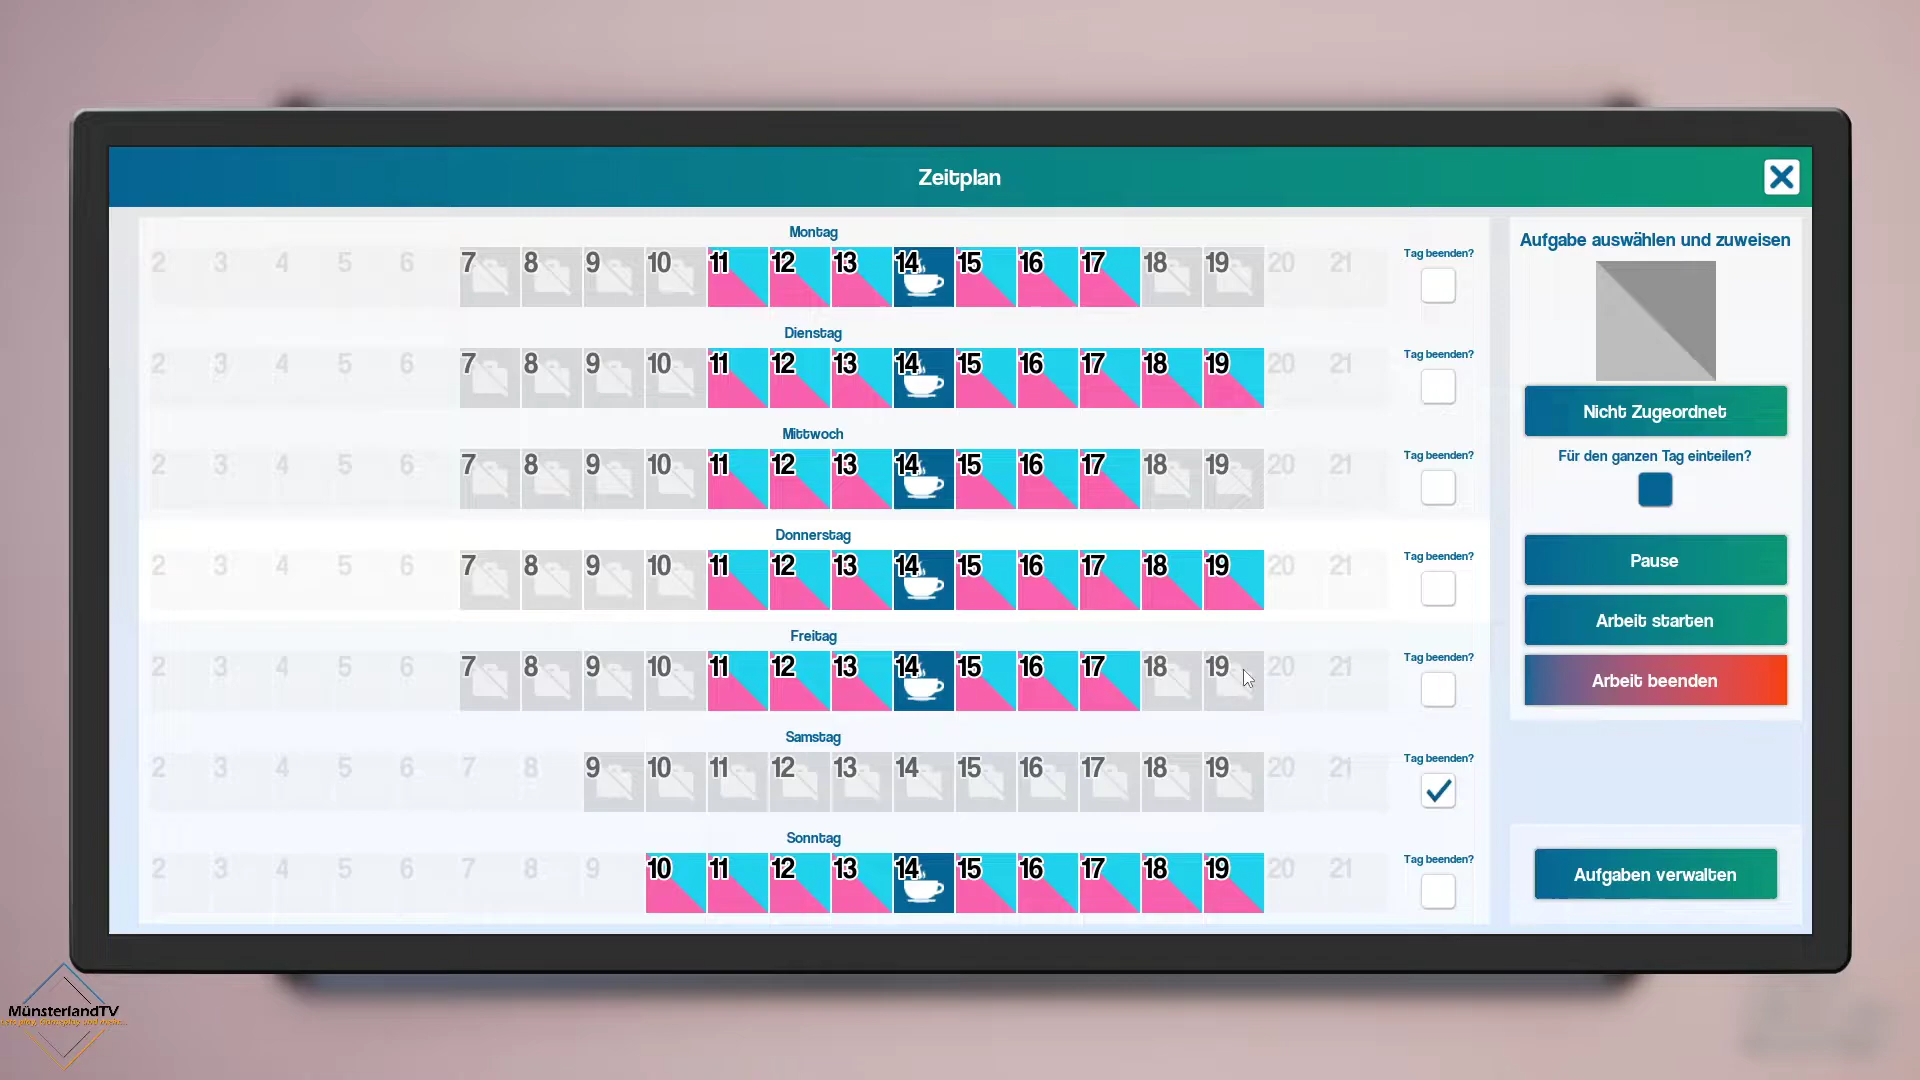 Zeitplan
Montag
2 3 4 5 6 7 8 9 10 11 12 13 14 15 16 17 18 19 20 21
Tag beenden?
Dienstag
2 3 4 5 6 7 8 9 10 11 12 13 14 15 16 17 18 19 20 21
Tag beenden?
Mittwoch
2 3 4 5 6 7 8 9 10 11 12 13 14 15 16 17 18 19 20 21
Tag beenden?
Donnerstag
2 3 4 5 6 7 8 9 10 11 12 13 14 15 16 17 18 19 20 21
Tag beenden?
Freitag
2 3 4 5 6 7 8 9 10 11 12 13 14 15 16 17 18 19 20 21
Tag beenden?
Samstag
2 3 4 5 6 7 8 9 10 11 12 13 14 15 16 17 18 19 20 21
Tag beenden?
Sonntag
2 3 4 5 6 7 8 9 10 11 12 13 14 15 16 17 18 19 20 21
Tag beenden?
Aufgabe auswählen und zuweisen
Nicht Zugeordnet
Für den ganzen Tag einteilen?
Pause
Arbeit starten
Arbeit beenden
Aufgaben verwalten
MünsterlandTV